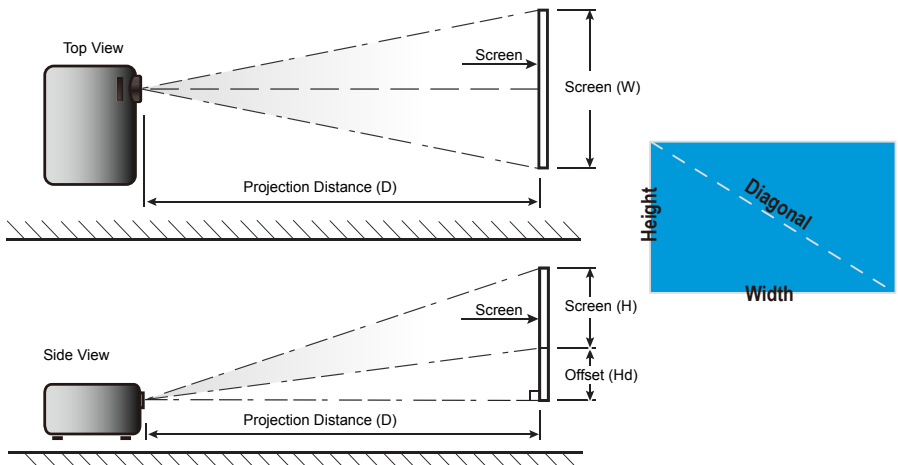 Top View
Screen
Screen (W)
Projection Distance (D)
Height
Diagonal
Width
Screen
Screen (H)
Side View
Offset (Hd)
Projection Distance (D)